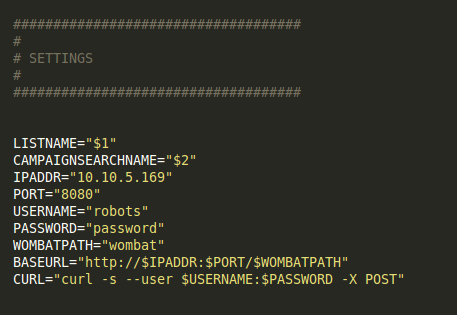 ####################################
#
# SETTINGS
#
####################################
LISTNAME="$1"
CAMPAIGNSEARCHNAME="$2"
IPADDR="10.10.5.169"
PORT="8080"
USERNAME="robots"
PASSWORD="password"
WOMBATPATH="wombat"
BASEURL="http://$IPADDR:$PORT/$WOMBATPATH"
CURL="curl -s --user $USERNAME:$PASSWORD -X POST"